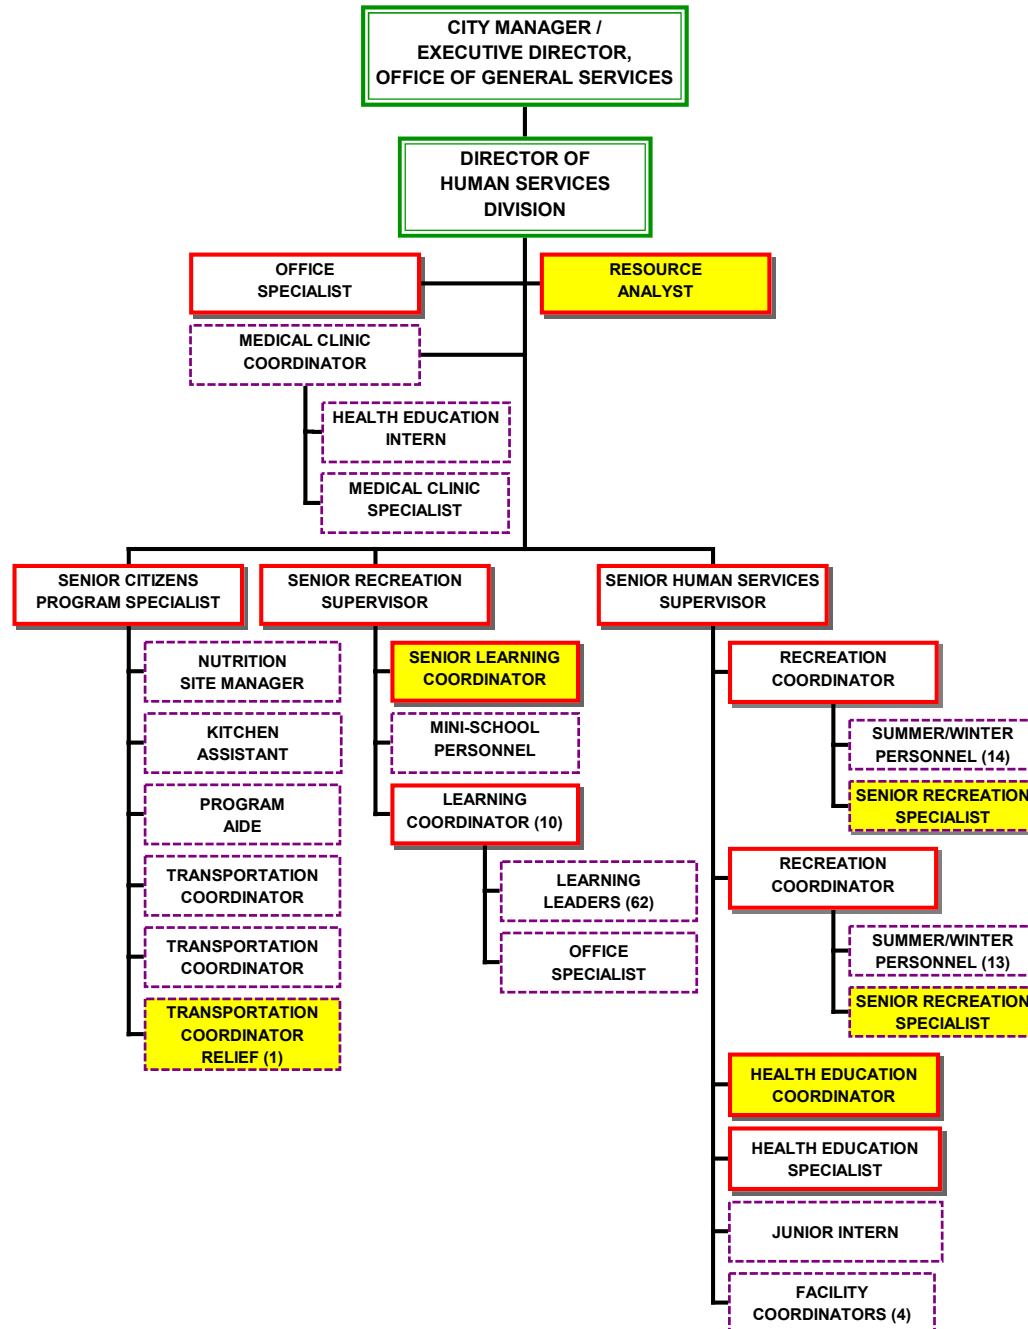 CITY MANAGER /
EXECUTIVE DIRECTOR,
OFFICE OF GENERAL SERVICES
DIRECTOR OF
HUMAN SERVICES
DIVISION
OFFICE
SPECIALIST
RESOURCE
ANALYST
MEDICAL CLINIC
COORDINATOR
HEALTH EDUCATION
INTERN
MEDICAL CLINIC
SPECIALIST
SENIOR CITIZENS
PROGRAM SPECIALIST
NUTRITION
SITE MANAGER
KITCHEN
ASSISTANT
PROGRAM
AIDE
TRANSPORTATION
COORDINATOR
TRANSPORTATION
COORDINATOR
TRANSPORTATION
COORDINATOR
RELIEF (1)
SENIOR RECREATION
SUPERVISOR
SENIOR LEARNING
COORDINATOR
MINI-SCHOOL
PERSONNEL
LEARNING
COORDINATOR (10)
LEARNING
LEADERS (62)
OFFICE
SPECIALIST
SENIOR HUMAN SERVICES
SUPERVISOR
RECREATION
COORDINATOR
SUMMER/WINTER
PERSONNEL (14)
SENIOR RECREATION
SPECIALIST
RECREATION
COORDINATOR
SUMMER/WINTER
PERSONNEL (13)
SENIOR RECREATION
SPECIALIST
HEALTH EDUCATION
COORDINATOR
HEALTH EDUCATION
SPECIALIST
JUNIOR INTERN
FACILITY
COORDINATORS (4)